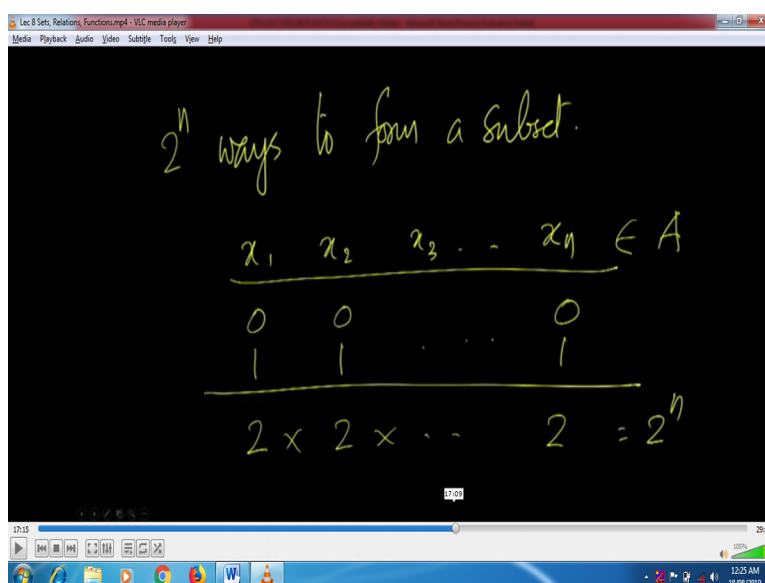 Lec 8 Sets, Relations, Functions.mp4 - VLC media player
Media Playback Audio Video Subtitle Tools View Help
2ⁿ ways to form a subset.
x₁ x₂ x₃ . . xₙ ∈ A
0 0 0
1 1 . ... 1
2 × 2 × . -- 2 = 2ⁿ
17:09
17:15 29:
105%
12:25 AM